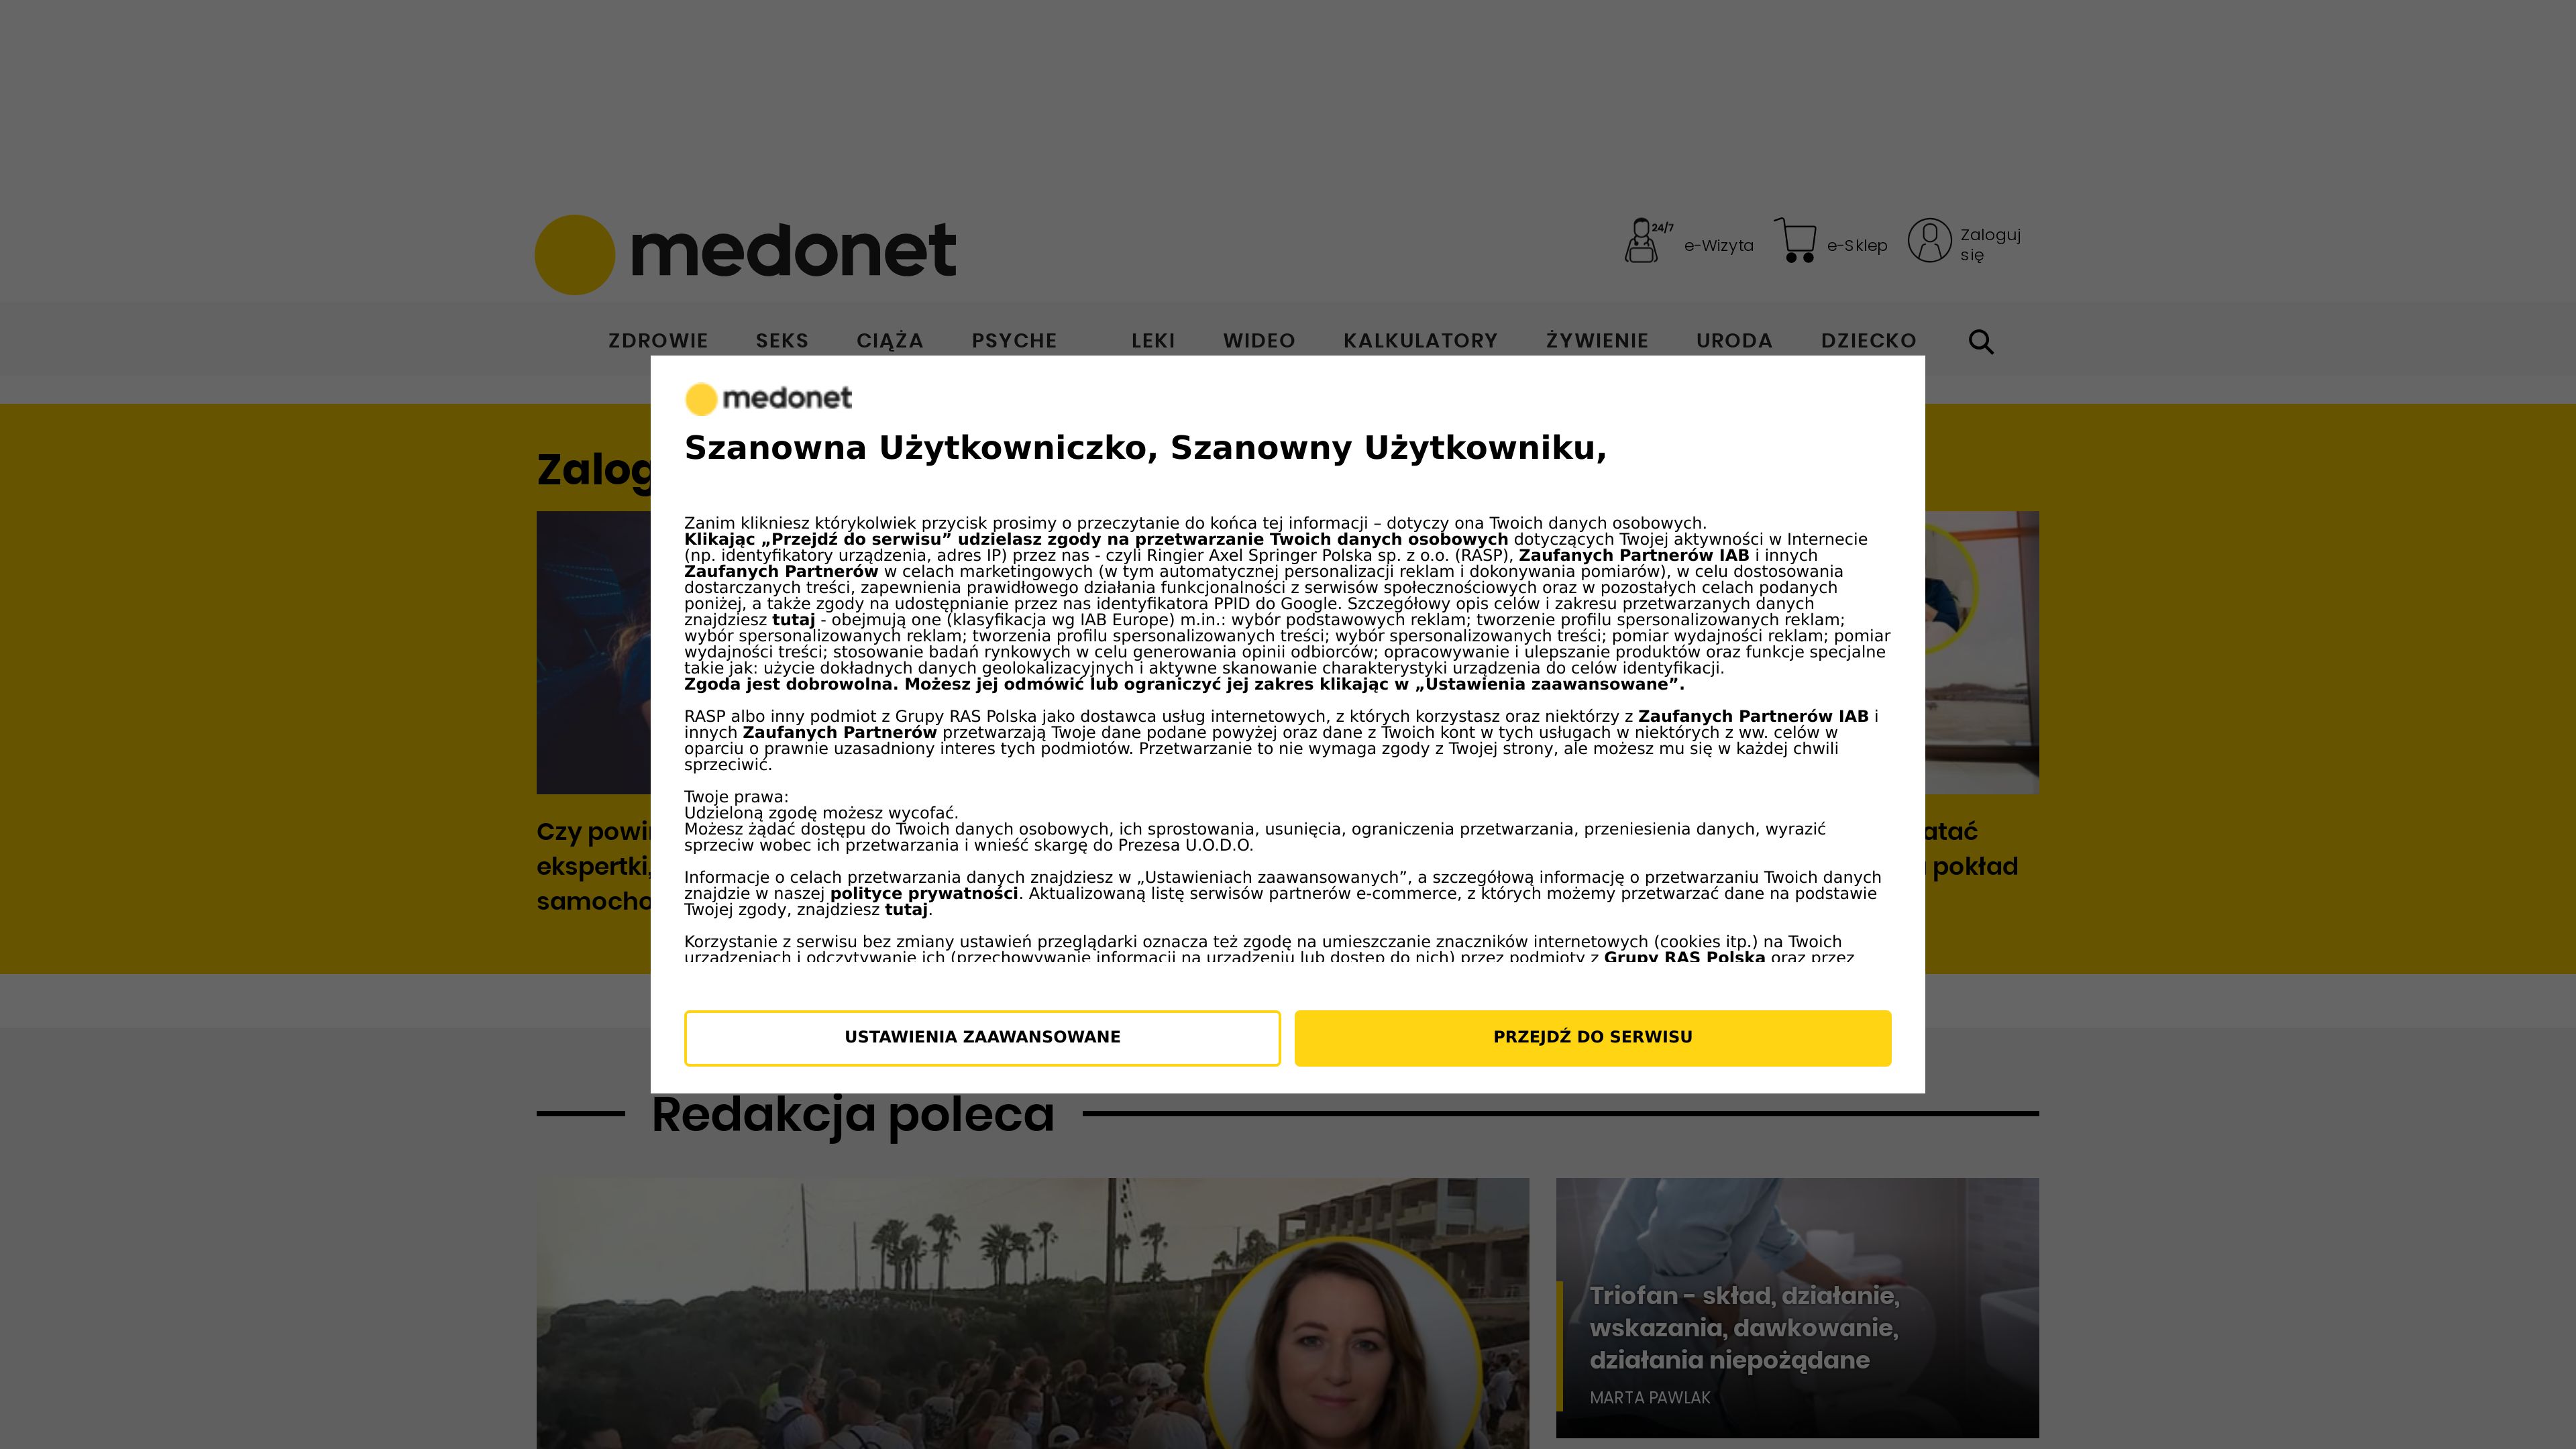 medonet
24/7
e-Wizyta
e-Sklep
Zaloguj
się
ZDROWIE SEKS CIĄŻA PSYCHE LEKI WIDEO KALKULATORY ŻYWIENIE URODA DZIECKO
medonet
Szanowna Użytkowniczko, Szanowny Użytkowniku,
Zanim klikniesz którykolwiek przycisk prosimy o przeczytanie do końca tej informacji – dotyczy ona Twoich danych osobowych.
Klikając „Przejdź do serwisu” udzielasz zgody na przetwarzanie Twoich danych osobowych dotyczących Twojej aktywności w Internecie
(np. identyfikatory urządzenia, adres IP) przez nas - czyli Ringier Axel Springer Polska sp. z o.o. (RASP), Zaufanych Partnerów IAB i innych
Zaufanych Partnerów w celach marketingowych (w tym automatycznej personalizacji reklam i dokonywania pomiarów), w celu dostosowania
dostarczanych treści, zapewnienia prawidłowego działania funkcjonalności z serwisów społecznościowych oraz w pozostałych celach podanych
poniżej, a także zgody na udostępnianie przez nas identyfikatora PPID do Google. Szczegółowy opis celów i zakresu przetwarzanych danych
znajdziesz tutaj - obejmują one (klasyfikacja wg IAB Europe) m.in.: wybór podstawowych reklam; tworzenie profilu spersonalizowanych reklam;
wybór spersonalizowanych reklam; tworzenia profilu spersonalizowanych treści; wybór spersonalizowanych treści; pomiar wydajności reklam; pomiar
wydajności treści; stosowanie badań rynkowych w celu generowania opinii odbiorców; opracowywanie i ulepszanie produktów oraz funkcje specjalne
takie jak: użycie dokładnych danych geolokalizacyjnych i aktywne skanowanie charakterystyki urządzenia do celów identyfikacji.
Zgoda jest dobrowolna. Możesz jej odmówić lub ograniczyć jej zakres klikając w „Ustawienia zaawansowane”.
RASP albo inny podmiot z Grupy RAS Polska jako dostawca usług internetowych, z których korzystasz oraz niektórzy z Zaufanych Partnerów IAB i
innych Zaufanych Partnerów przetwarzają Twoje dane podane powyżej oraz dane z Twoich kont w tych usługach w niektórych z ww. celów w
oparciu o prawnie uzasadniony interes tych podmiotów. Przetwarzanie to nie wymaga zgody z Twojej strony, ale możesz mu się w każdej chwili
sprzeciwić.
Twoje prawa:
Udzieloną zgodę możesz wycofać.
Możesz żądać dostępu do Twoich danych osobowych, ich sprostowania, usunięcia, ograniczenia przetwarzania, przeniesienia danych, wyrazić
sprzeciw wobec ich przetwarzania i wnieść skargę do Prezesa U.O.D.O.
Informacje o celach przetwarzania danych znajdziesz w „Ustawieniach zaawansowanych”, a szczegółową informację o przetwarzaniu Twoich danych
znajdzie w naszej polityce prywatności. Aktualizowaną listę serwisów partnerów e-commerce, z których możemy przetwarzać dane na podstawie
Twojej zgody, znajdziesz tutaj.
Korzystanie z serwisu bez zmiany ustawień przeglądarki oznacza też zgodę na umieszczanie znaczników internetowych (cookies itp.) na Twoich
urządzeniach i odczytywanie ich (przechowywanie informacji na urządzeniu lub dostęp do nich) przez podmioty z Grupy RAS Polska oraz przez
USTAWIENIA ZAAWANSOWANE
PRZEJDŹ DO SERWISU
Zalog
Czy powi
ekspertki,
samocho
atać
pokład
Redakcja poleca
Triofan - skład, działanie,
wskazania, dawkowanie,
działania niepożądane
MARTA PAWLAK